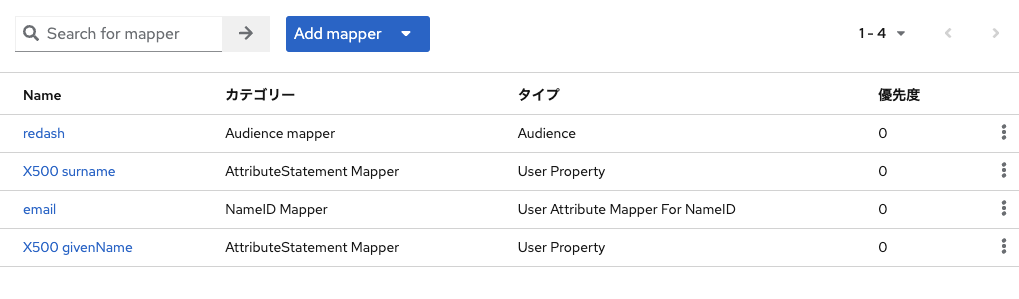 Search for mapper Add mapper 1 - 4
Name カテゴリー タイプ 優先度
redash Audience mapper Audience 0
X500 surname AttributeStatement Mapper User Property 0
email NameID Mapper User Attribute Mapper For NameID 0
X500 givenName AttributeStatement Mapper User Property 0